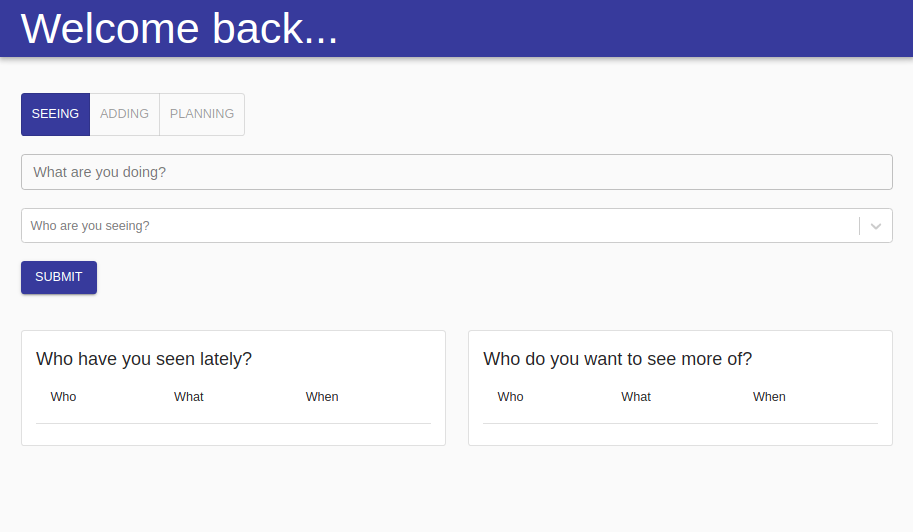 Welcome back...
SEEING ADDING PLANNING
What are you doing?
Who are you seeing?
SUBMIT
Who have you seen lately?
Who What When
Who do you want to see more of?
Who What When